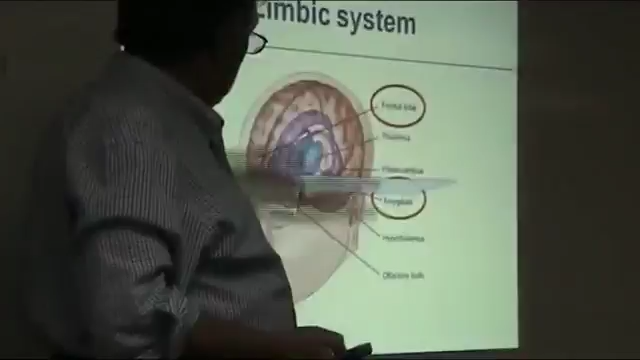 Limbic system
Frontal lobe
Thalamus
Hippocampus
Amygdala
Hypothalamus
Olfactory bulb